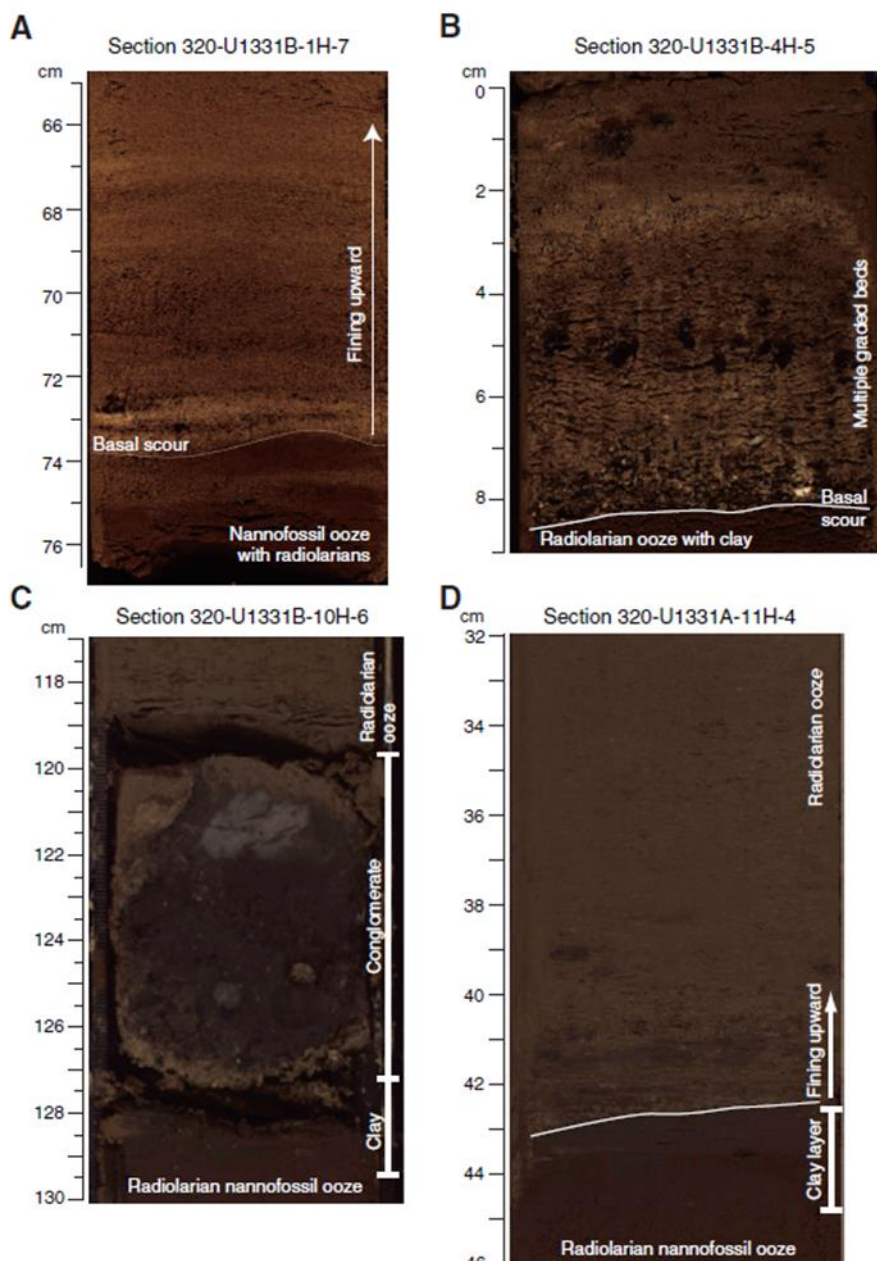 A
Section 320-U1331B-1H-7
cm
66
68
70
72
74
76
Fining upward
Basal scour
Nannofossil ooze
with radiolarians
B
Section 320-U1331B-4H-5
cm
0
2
4
6
8
Multiple graded beds
Basal
scour
Radiolarian ooze with clay
C
Section 320-U1331B-10H-6
cm
118
120
122
124
126
128
130
Radiolarian
ooze
Conglomerate
Clay
Radiolarian nannofossil ooze
D
Section 320-U1331A-11H-4
cm
32
34
36
38
40
42
44
46
Radiolarian ooze
Fining upward
Clay layer
Radiolarian nannofossil ooze